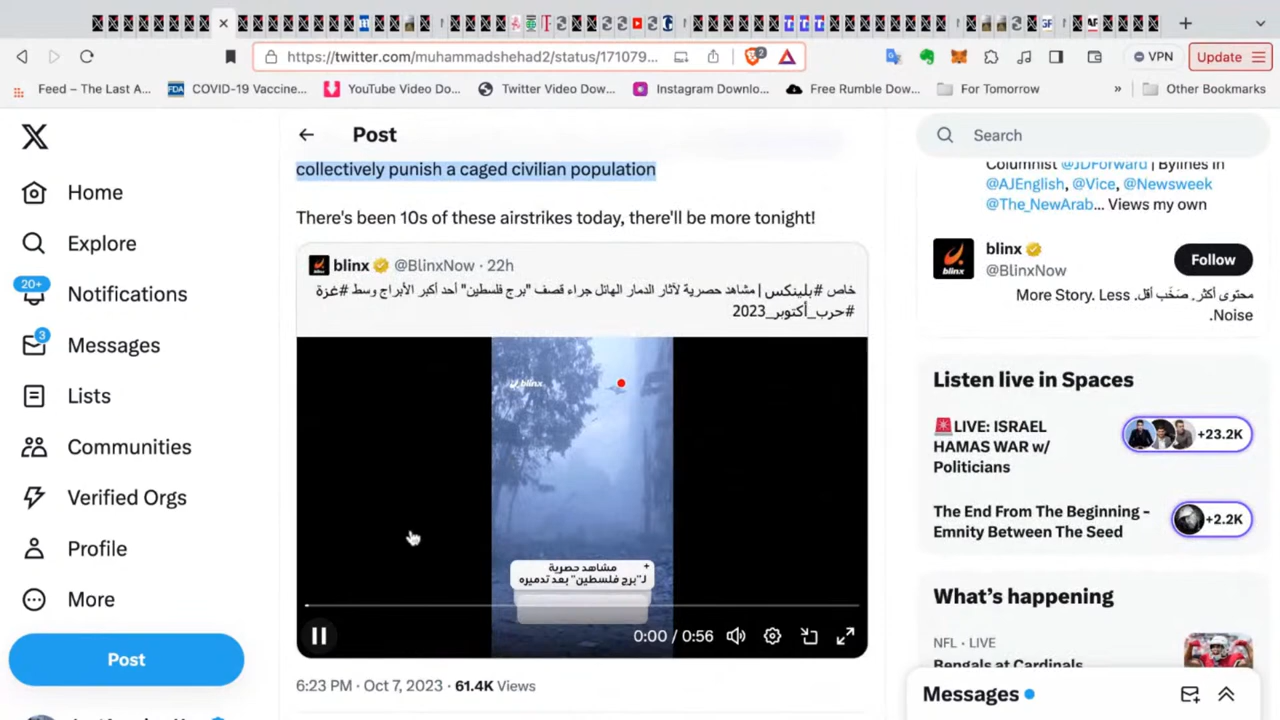 https://twitter.com/muhammadshehad2/status/171079...
2
VPN
Update
Feed – The Last A...
COVID-19 Vaccine...
YouTube Video Do...
Twitter Video Dow...
Instagram Downlo...
Free Rumble Dow...
For Tomorrow
»
Other Bookmarks
Home
Explore
20+
Notifications
3
Messages
Lists
Communities
Verified Orgs
Profile
More
Post
Post
collectively punish a caged civilian population
There's been 10s of these airstrikes today, there'll be more tonight!
blinx @BlinxNow · 22h
خاص #بلينكس | مشاهد حصرية لآثار الدمار الهائل جراء قصف "برج فلسطين" أحد أكبر الأبراج وسط #غزة
#حرب_أكتوبر_2023
blinx
مشاهد حصرية
لـ"برج فلسطين" بعد تدميره
0:00 / 0:56
6:23 PM · Oct 7, 2023 · 61.4K Views
Search
Columnist @JDForward | Bylines in
@AJEnglish, @Vice, @Newsweek
@The_NewArab... Views my own
blinx
@BlinxNow
Follow
محتوى أكثر. صَخَب أقل. More Story. Less
Noise.
Listen live in Spaces
LIVE: ISRAEL
HAMAS WAR w/
Politicians
+23.2K
The End From The Beginning -
Emnity Between The Seed
+2.2K
What's happening
NFL · LIVE
Bengals at Cardinals
Messages